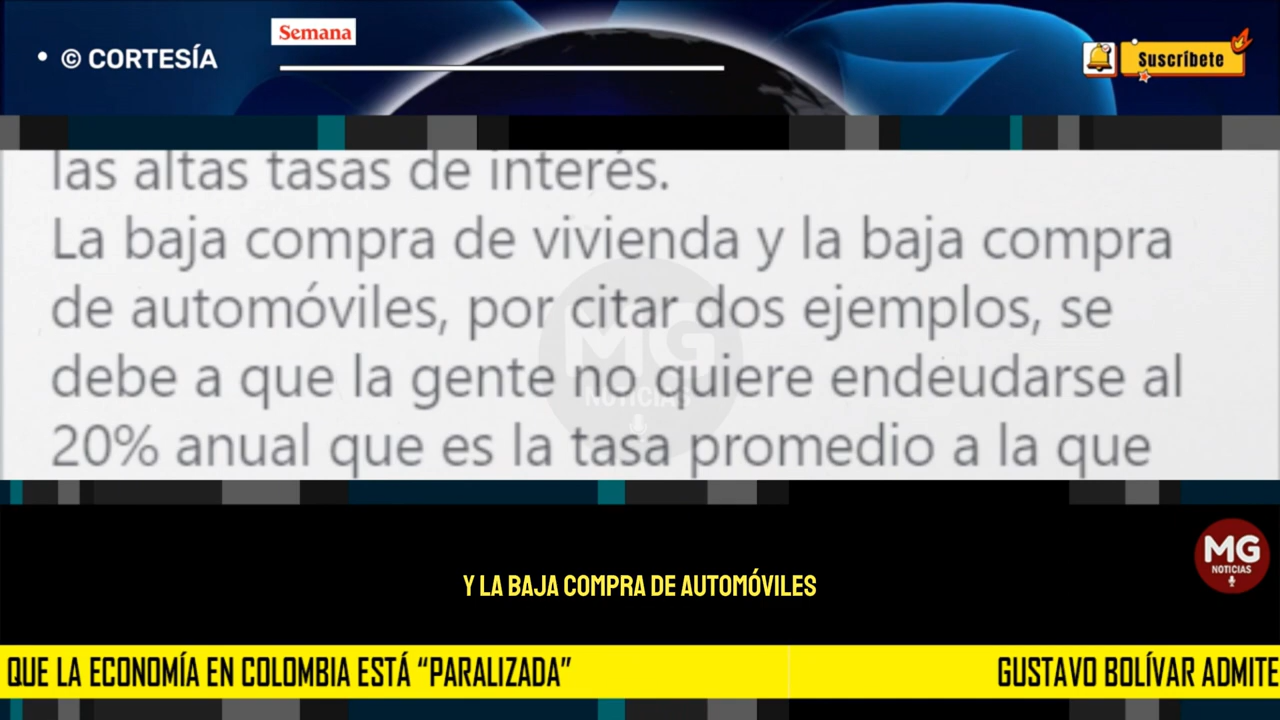 • © CORTESÍA
Semana
Suscríbete
las altas tasas de interés.
La baja compra de vivienda y la baja compra
de automóviles, por citar dos ejemplos, se
debe a que la gente no quiere endeudarse al
20% anual que es la tasa promedio a la que
MG
NOTICIAS
Y LA BAJA COMPRA DE AUTOMÓVILES
MG
NOTICIAS
QUE LA ECONOMÍA EN COLOMBIA ESTÁ “PARALIZADA”
GUSTAVO BOLÍVAR ADMITE